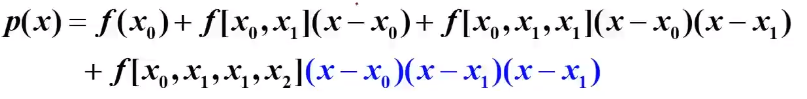 p(x) = f(x₀) + f[x₀, x₁](x − x₀) + f[x₀, x₁, x₁](x − x₀)(x − x₁)
+ f[x₀, x₁, x₁, x₂](x − x₀)(x − x₁)(x − x₁)